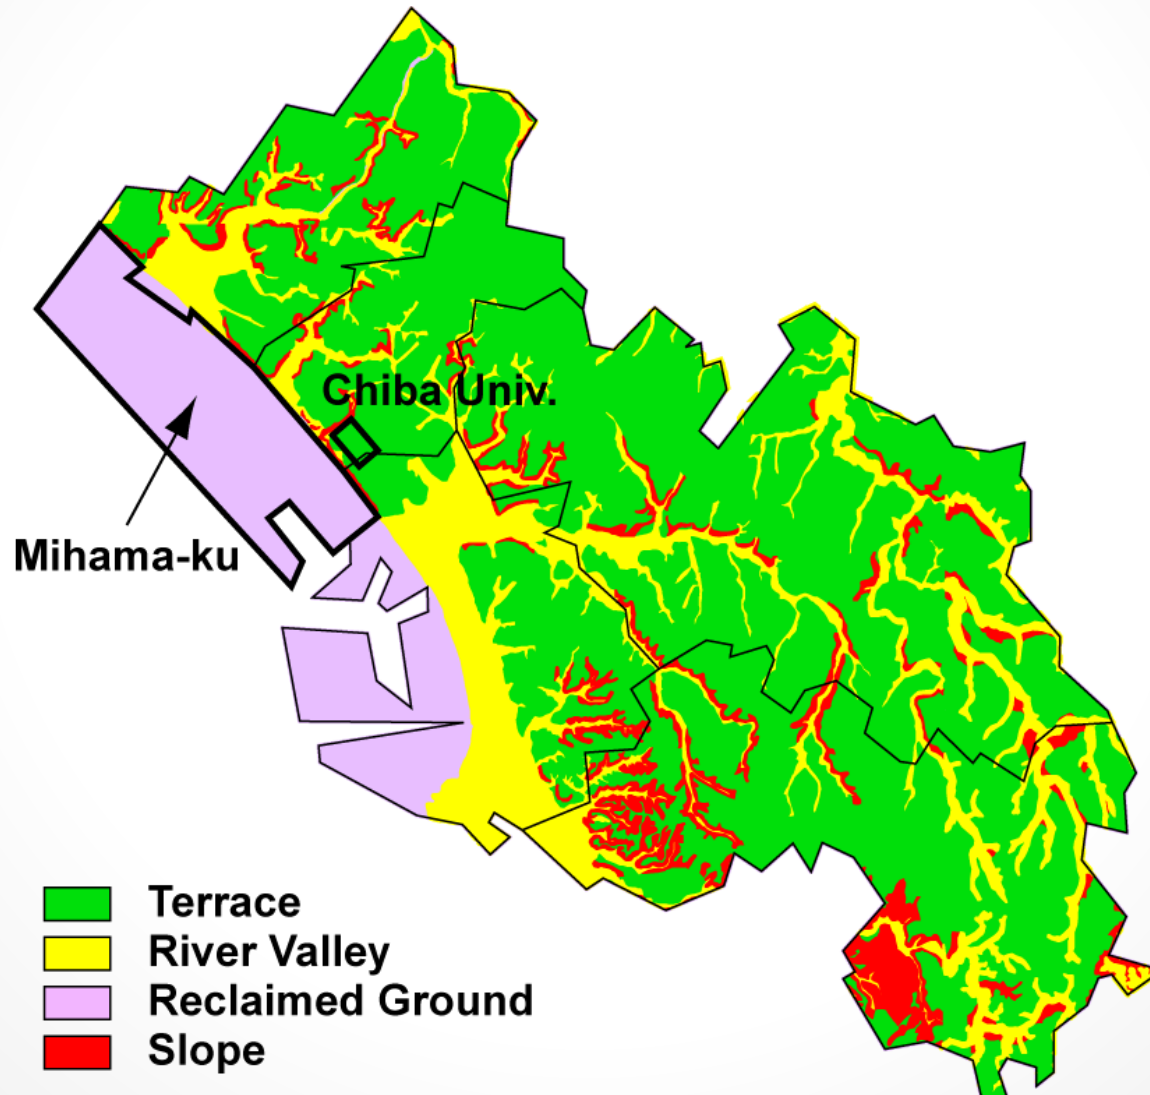 Chiba Univ.
Mihama-ku
Terrace
River Valley
Reclaimed Ground
Slope